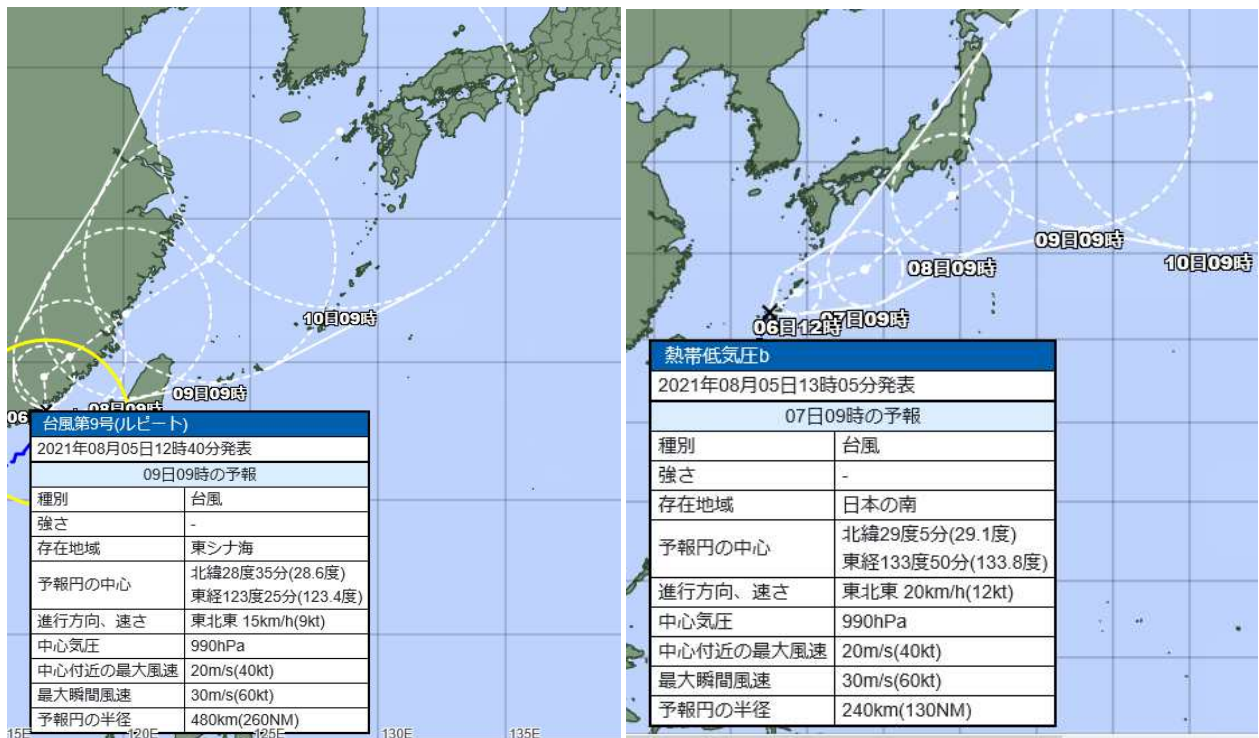 10日09時
09日09時
06
08日09時
台風第9号(ルピート)
2021年08月05日12時40分発表
09日09時の予報
種別 台風
強さ -
存在地域 東シナ海
予報円の中心 北緯28度35分(28.6度)
東経123度25分(123.4度)
進行方向、速さ 東北東 15km/h(9kt)
中心気圧 990hPa
中心付近の最大風速 20m/s(40kt)
最大瞬間風速 30m/s(60kt)
予報円の半径 480km(260NM)
15E 120E 125E 130E 135E
09日09時
10日09時
08日09時
07日09時
06日12時
熱帯低気圧b
2021年08月05日13時05分発表
07日09時の予報
種別 台風
強さ -
存在地域 日本の南
予報円の中心 北緯29度5分(29.1度)
東経133度50分(133.8度)
進行方向、速さ 東北東 20km/h(12kt)
中心気圧 990hPa
中心付近の最大風速 20m/s(40kt)
最大瞬間風速 30m/s(60kt)
予報円の半径 240km(130NM)